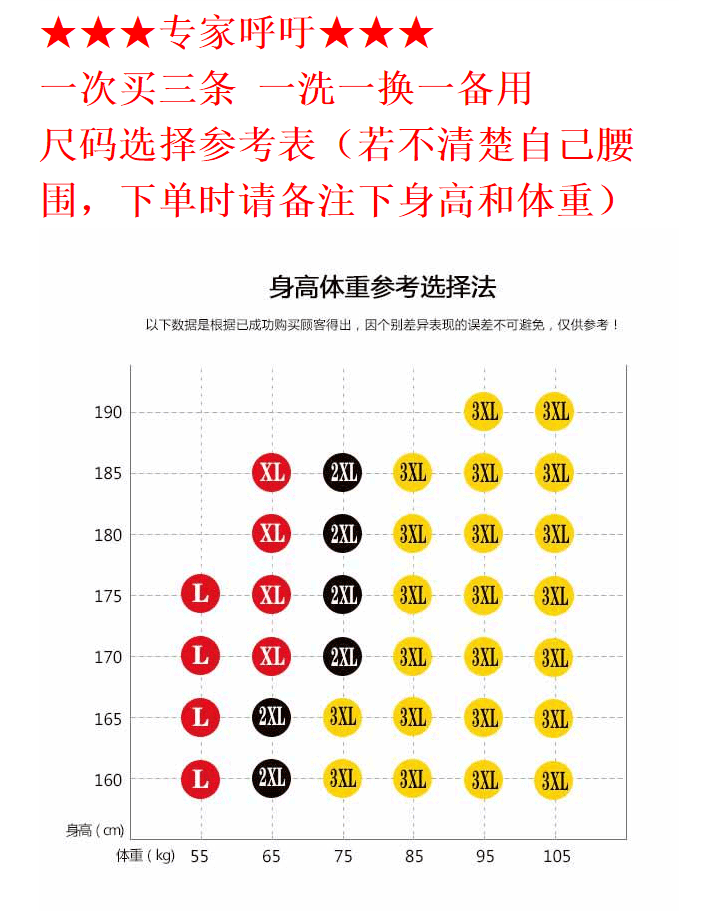 ★★★专家呼吁★★★
一次买三条 一洗一换一备用
尺码选择参考表（若不清楚自己腰
围，下单时请备注下身高和体重）
身高体重参考选择法
以下数据是根据已成功购买顾客得出，因个别差异表现的误差不可避免，仅供参考！
190 3XL 3XL
185 XL 2XL 3XL 3XL 3XL
180 XL 2XL 3XL 3XL 3XL
175 L XL 2XL 3XL 3XL 3XL
170 L XL 2XL 3XL 3XL 3XL
165 L 2XL 3XL 3XL 3XL 3XL
160 L 2XL 3XL 3XL 3XL 3XL
身高（cm）
体重（kg） 55 65 75 85 95 105